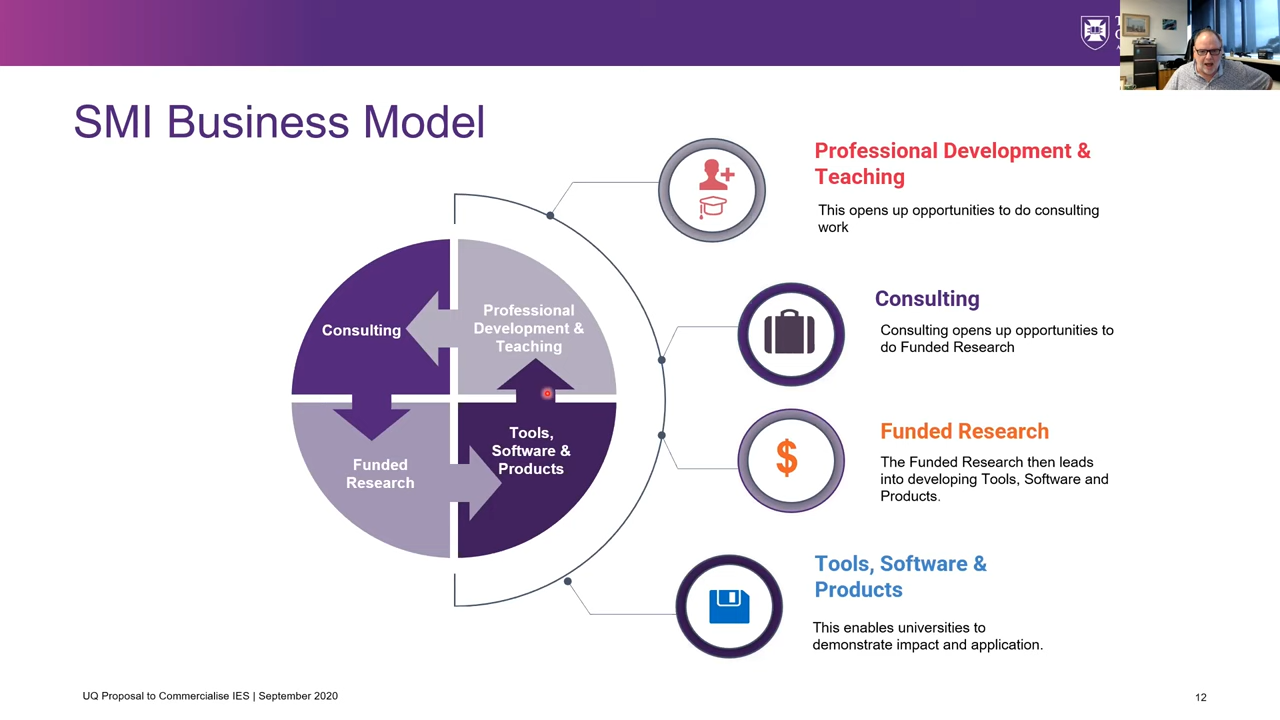 SMI Business Model
Consulting
Professional
Development &
Teaching
Funded
Research
Tools,
Software &
Products
Professional Development &
Teaching
This opens up opportunities to do consulting
work
Consulting
Consulting opens up opportunities to
do Funded Research
$
Funded Research
The Funded Research then leads
into developing Tools, Software and
Products.
Tools, Software &
Products
This enables universities to
demonstrate impact and application.
UQ Proposal to Commercialise IES | September 2020
12